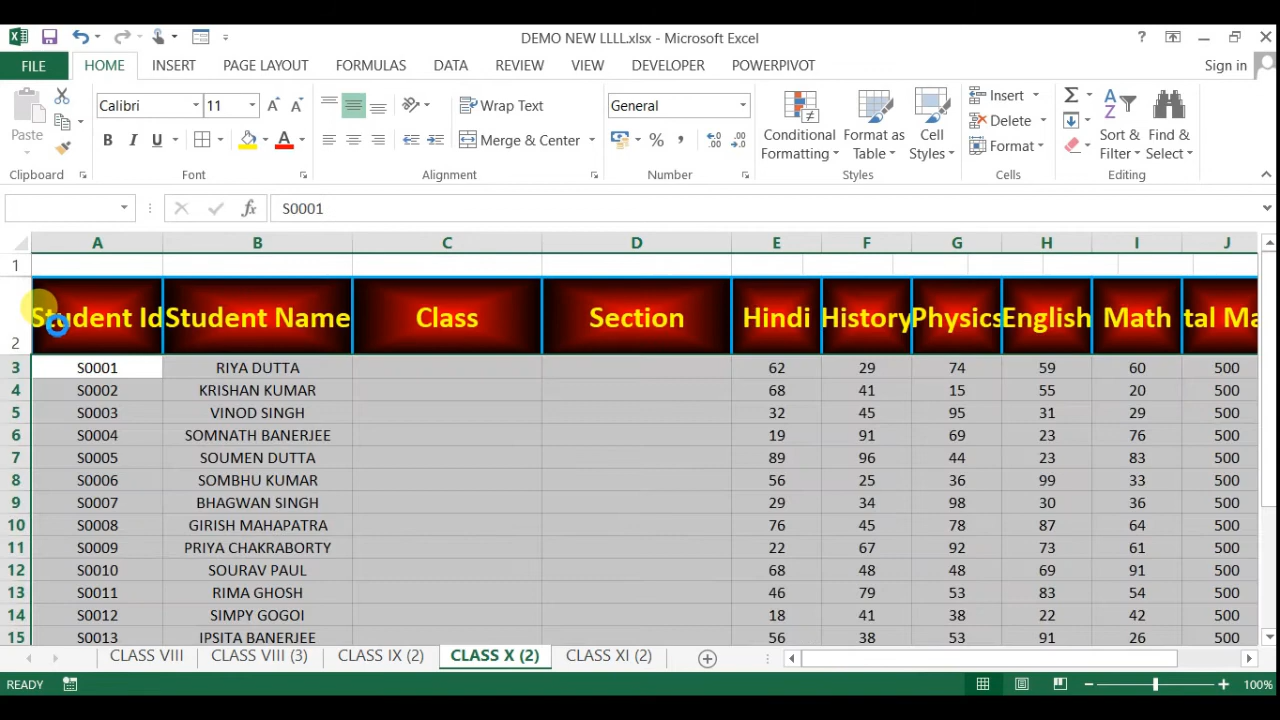 DEMO NEW LLLL.xlsx - Microsoft Excel
FILE HOME INSERT PAGE LAYOUT FORMULAS DATA REVIEW VIEW DEVELOPER POWERPIVOT Sign in
Paste Calibri 11 Wrap Text General Conditional Formatting Format as Table Cell Styles Insert Sort & Filter Find & Select
B I U Merge & Center % , Delete
Format
Clipboard Font Alignment Number Styles Cells Editing
fx S0001
A B C D E F G H I J
1
2 Student Id Student Name Class Section Hindi History Physics English Math tal Ma
3 S0001 RIYA DUTTA 62 29 74 59 60 500
4 S0002 KRISHAN KUMAR 68 41 15 55 20 500
5 S0003 VINOD SINGH 32 45 95 31 29 500
6 S0004 SOMNATH BANERJEE 19 91 69 23 76 500
7 S0005 SOUMEN DUTTA 89 96 44 23 83 500
8 S0006 SOMBHU KUMAR 56 25 36 99 33 500
9 S0007 BHAGWAN SINGH 29 34 98 30 36 500
10 S0008 GIRISH MAHAPATRA 76 45 78 87 64 500
11 S0009 PRIYA CHAKRABORTY 22 67 92 73 61 500
12 S0010 SOURAV PAUL 68 48 48 69 91 500
13 S0011 RIMA GHOSH 46 79 53 83 54 500
14 S0012 SIMPY GOGOI 18 41 38 22 42 500
15 S0013 IPSITA BANERJEE 56 38 53 91 26 500
CLASS VIII CLASS VIII (3) CLASS IX (2) CLASS X (2) CLASS XI (2)
READY 100%